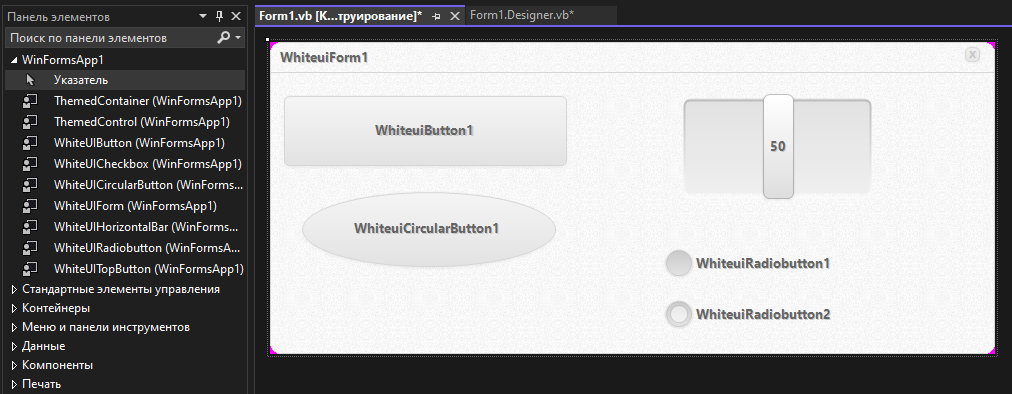 Панель элементов
Form1.vb [К...труирование]*
Form1.Designer.vb*
Поиск по панели элементов
WinFormsApp1
Указатель
ThemedContainer (WinFormsApp1)
ThemedControl (WinFormsApp1)
WhiteUIButton (WinFormsApp1)
WhiteUICheckbox (WinFormsApp1)
WhiteUICircularButton (WinForms...
WhiteUIForm (WinFormsApp1)
WhiteUIHorizontalBar (WinForms...
WhiteUIRadiobutton (WinFormsA...
WhiteUITopButton (WinFormsApp1)
Стандартные элементы управления
Контейнеры
Меню и панели инструментов
Данные
Компоненты
Печать
WhiteuiForm1
WhiteuiButton1
50
WhiteuiCircularButton1
WhiteuiRadiobutton1
WhiteuiRadiobutton2